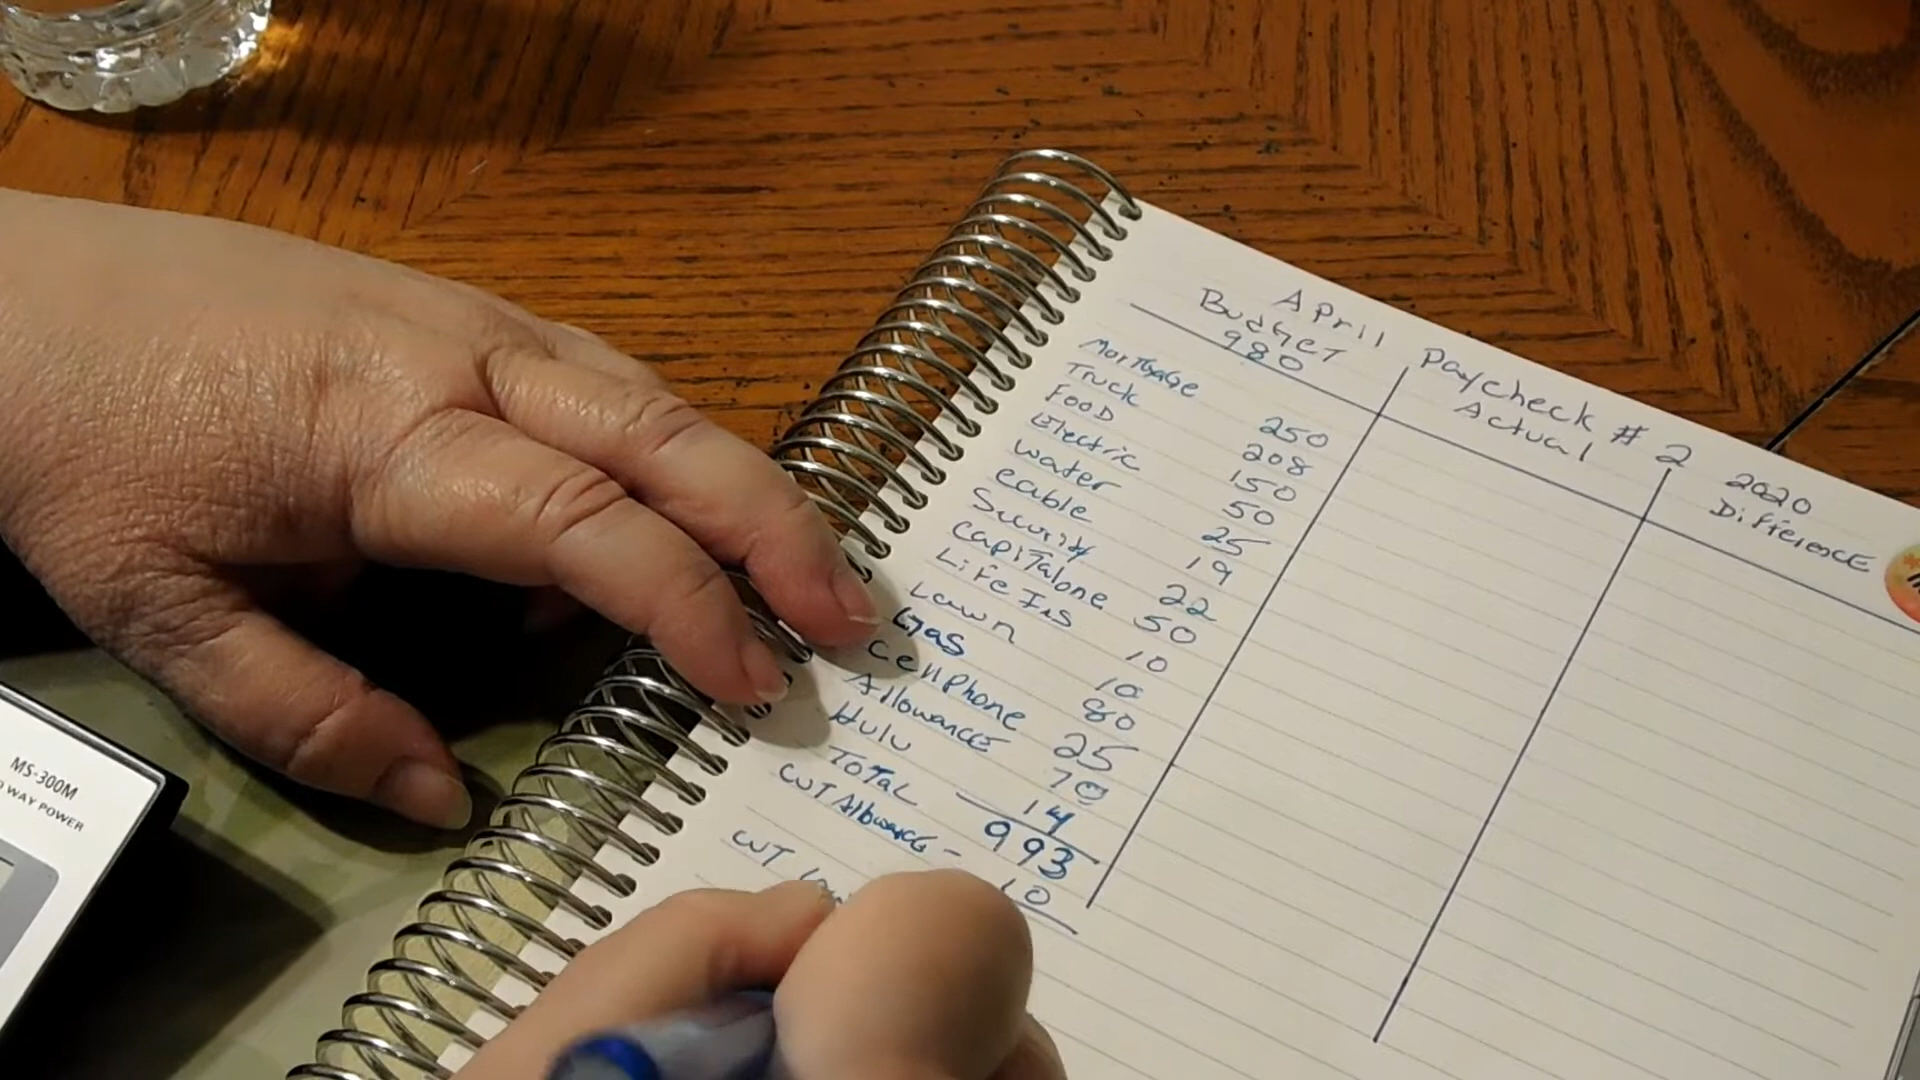 April Paycheck # 2 2020
Budget Actual Difference
980
Mortgage 250
Truck 208
Food 150
Electric 50
Water 25
Cable 19
Security 22
Capitalone 50
Life Ins 10
Lawn 10
Gas 80
CellPhone 25
Allowance 70
Hulu 14
Total 993
CUT Allowance - 10
CUT
MS-300M
WAY POWER